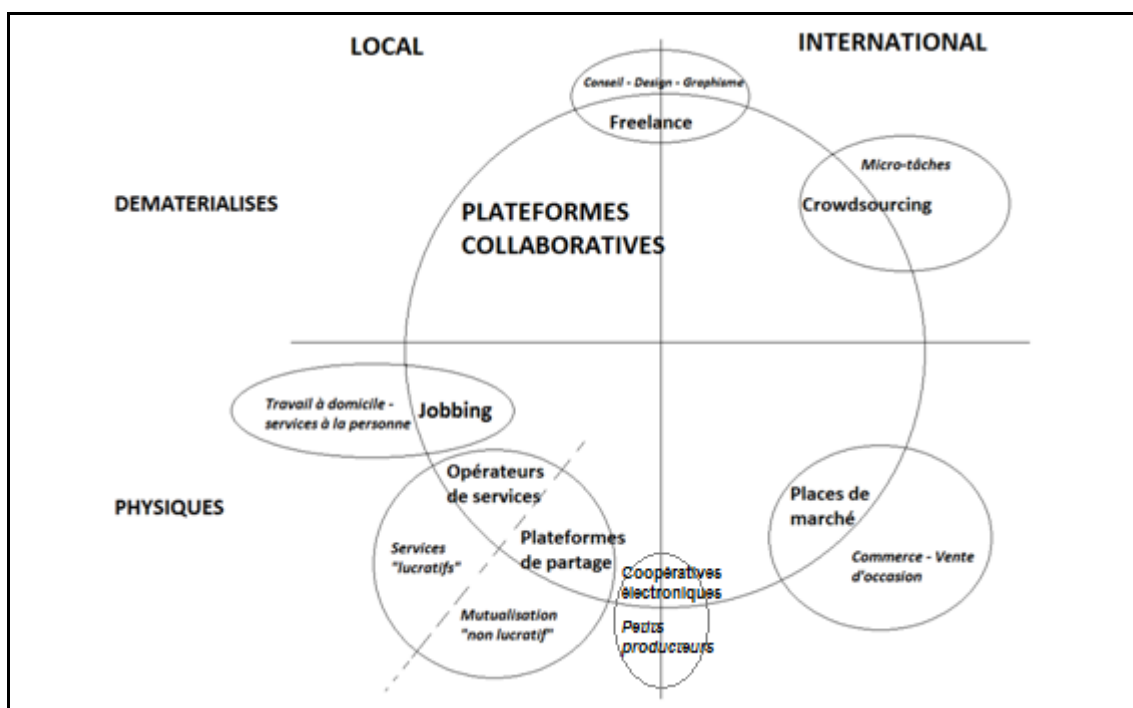 LOCAL
INTERNATIONAL
Conseil - Design - Graphisme
Freelance
Micro-tâches
Crowdsourcing
DEMATERIALISES
PLATEFORMES
COLLABORATIVES
Travail à domicile -
services à la personne
Jobbing
Opérateurs
de services
PHYSIQUES
Places de
marché
Services
"lucratifs"
Plateformes
de partage
Commerce - Vente
d'occasion
Coopératives
électroniques
Mutualisation
"non lucratif"
Petits
producteurs